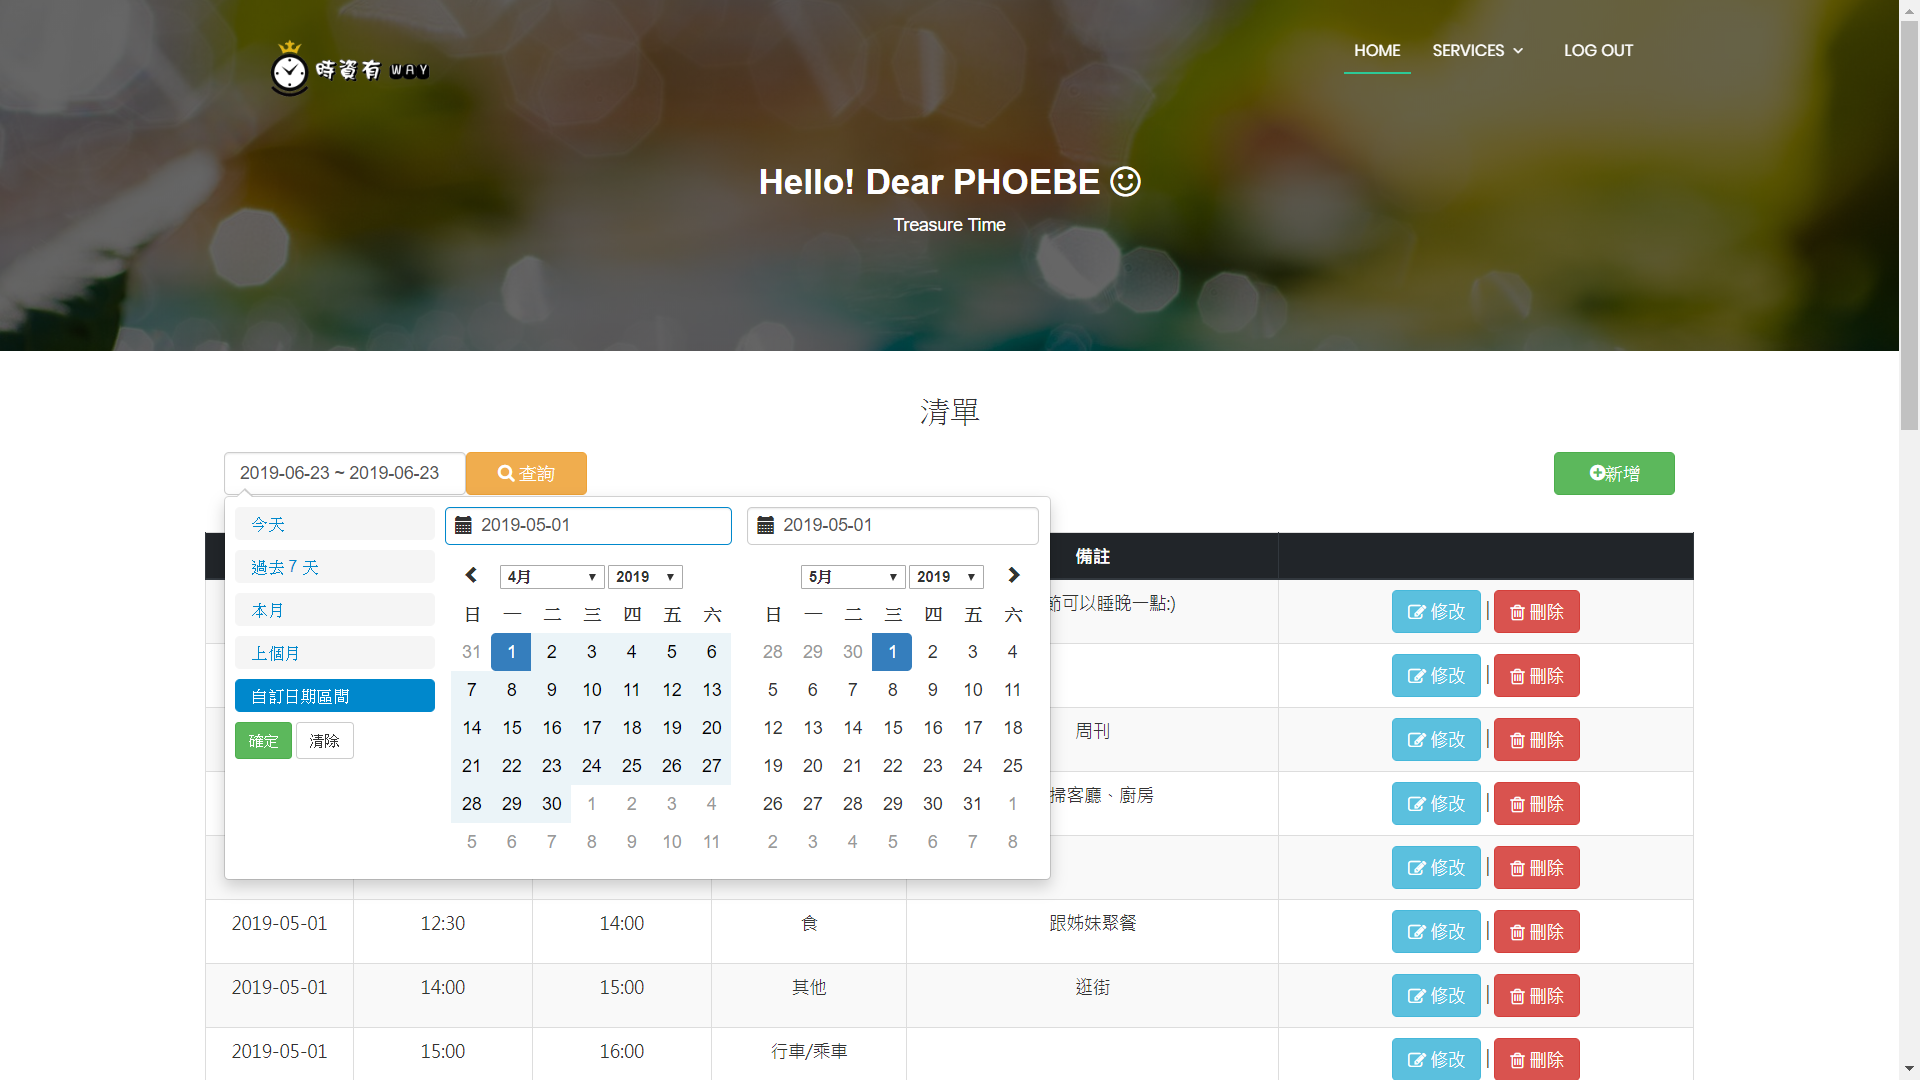 時資有 WAY
HOME SERVICES LOG OUT
Hello! Dear PHOEBE
Treasure Time
清單
2019-06-23 ~ 2019-06-23 查詢 新增
今天
過去 7 天
本月
上個月
自訂日期區間
確定 清除
2019-05-01
4月 2019
日 一 二 三 四 五 六
31 1 2 3 4 5 6
7 8 9 10 11 12 13
14 15 16 17 18 19 20
21 22 23 24 25 26 27
28 29 30 1 2 3 4
5 6 7 8 9 10 11
2019-05-01
5月 2019
日 一 二 三 四 五 六
28 29 30 1 2 3 4
5 6 7 8 9 10 11
12 13 14 15 16 17 18
19 20 21 22 23 24 25
26 27 28 29 30 31 1
2 3 4 5 6 7 8
備註
可以睡晚一點:) 修改 | 刪除
修改 | 刪除
周刊 修改 | 刪除
掃客廳、廚房 修改 | 刪除
修改 | 刪除
2019-05-01 12:30 14:00 食 跟姊妹聚餐 修改 | 刪除
2019-05-01 14:00 15:00 其他 逛街 修改 | 刪除
2019-05-01 15:00 16:00 行車/乘車 修改 | 刪除